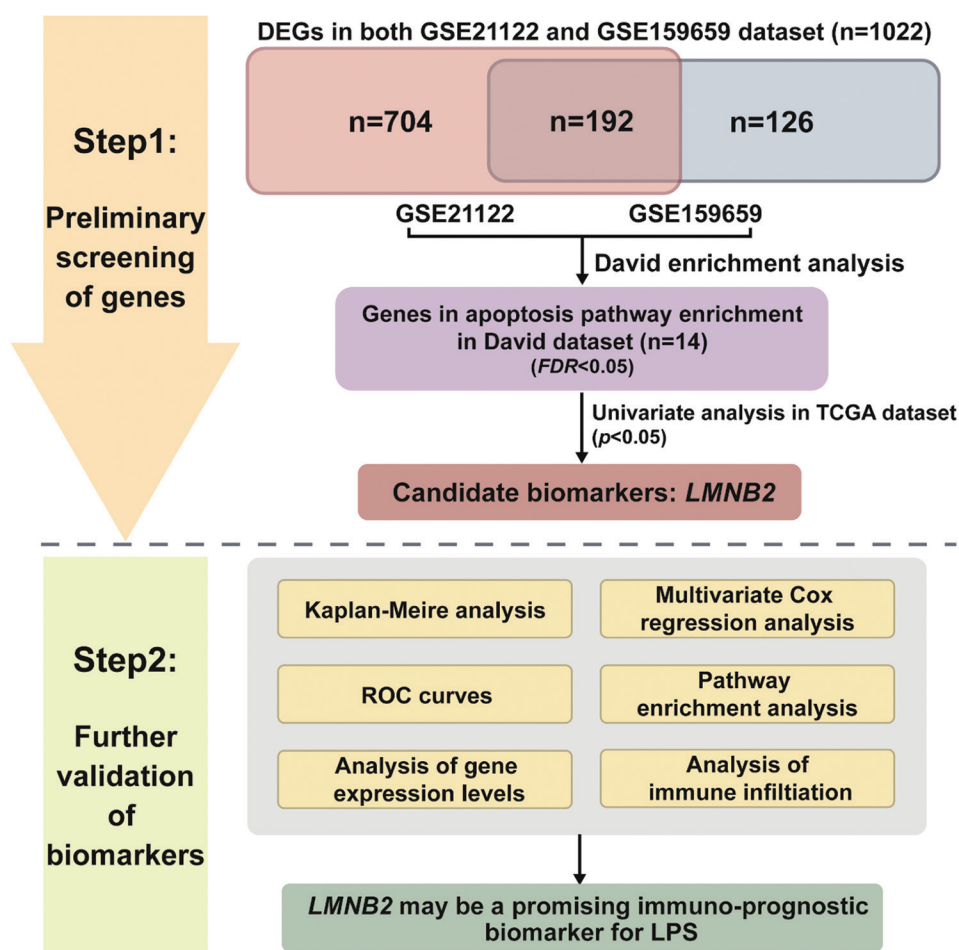 DEGs in both GSE21122 and GSE159659 dataset (n=1022)
n=704
n=192
n=126
GSE21122
GSE159659
Step1:
Preliminary
screening
of genes
David enrichment analysis
Genes in apoptosis pathway enrichment
in David dataset (n=14)
(FDR<0.05)
Univariate analysis in TCGA dataset
(p<0.05)
Candidate biomarkers: LMNB2
Step2:
Further
validation
of
biomarkers
Kaplan-Meire analysis
Multivariate Cox
regression analysis
ROC curves
Pathway
enrichment analysis
Analysis of gene
expression levels
Analysis of
immune infiltiation
LMNB2 may be a promising immuno-prognostic
biomarker for LPS